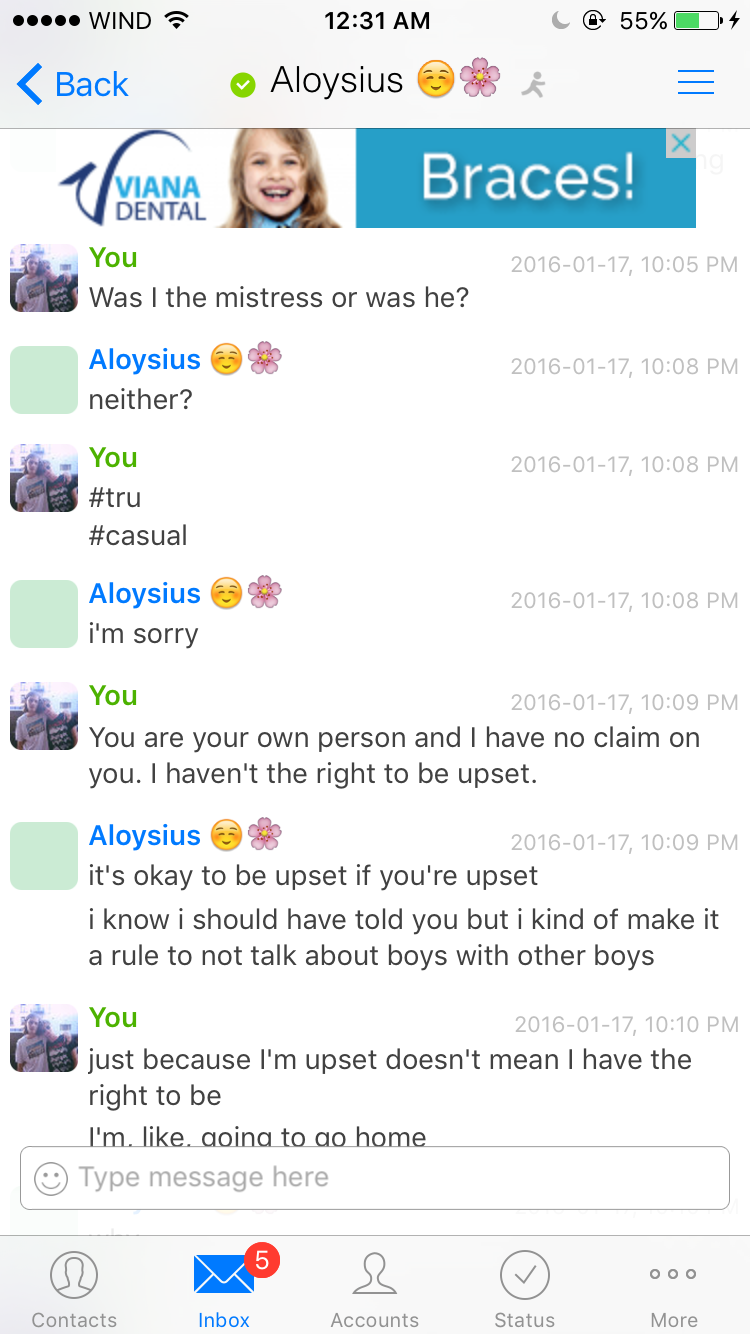 WIND 12:31 AM 55%
Back Aloysius ☺️🌸
VIANA
DENTAL
Braces!
You 2016-01-17, 10:05 PM
Was I the mistress or was he?
Aloysius ☺️🌸 2016-01-17, 10:08 PM
neither?
You 2016-01-17, 10:08 PM
#tru
#casual
Aloysius ☺️🌸 2016-01-17, 10:08 PM
i'm sorry
You 2016-01-17, 10:09 PM
You are your own person and I have no claim on
you. I haven't the right to be upset.
Aloysius ☺️🌸 2016-01-17, 10:09 PM
it's okay to be upset if you're upset
i know i should have told you but i kind of make it
a rule to not talk about boys with other boys
You 2016-01-17, 10:10 PM
just because I'm upset doesn't mean I have the
right to be
I'm, like, going to go home
Type message here
5
Contacts Inbox Accounts Status More